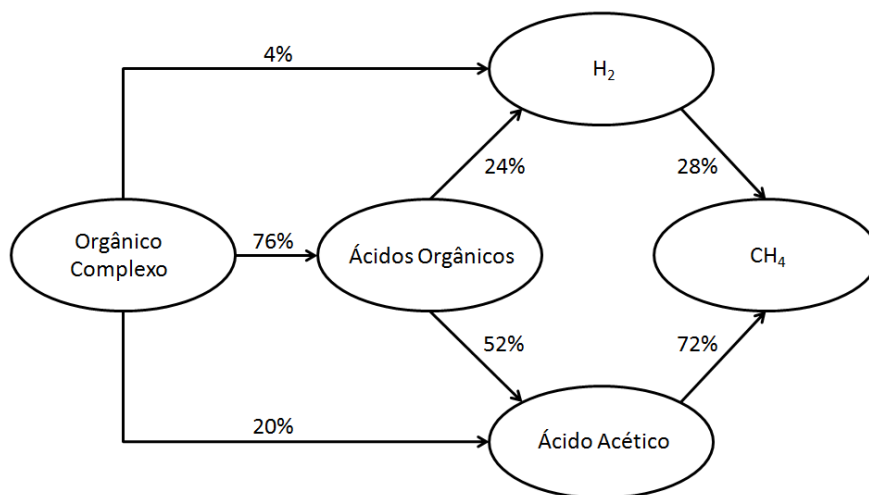 4%
H₂
24%
28%
Orgânico
Complexo
76%
Ácidos Orgânicos
CH₄
52%
72%
20%
Ácido Acético